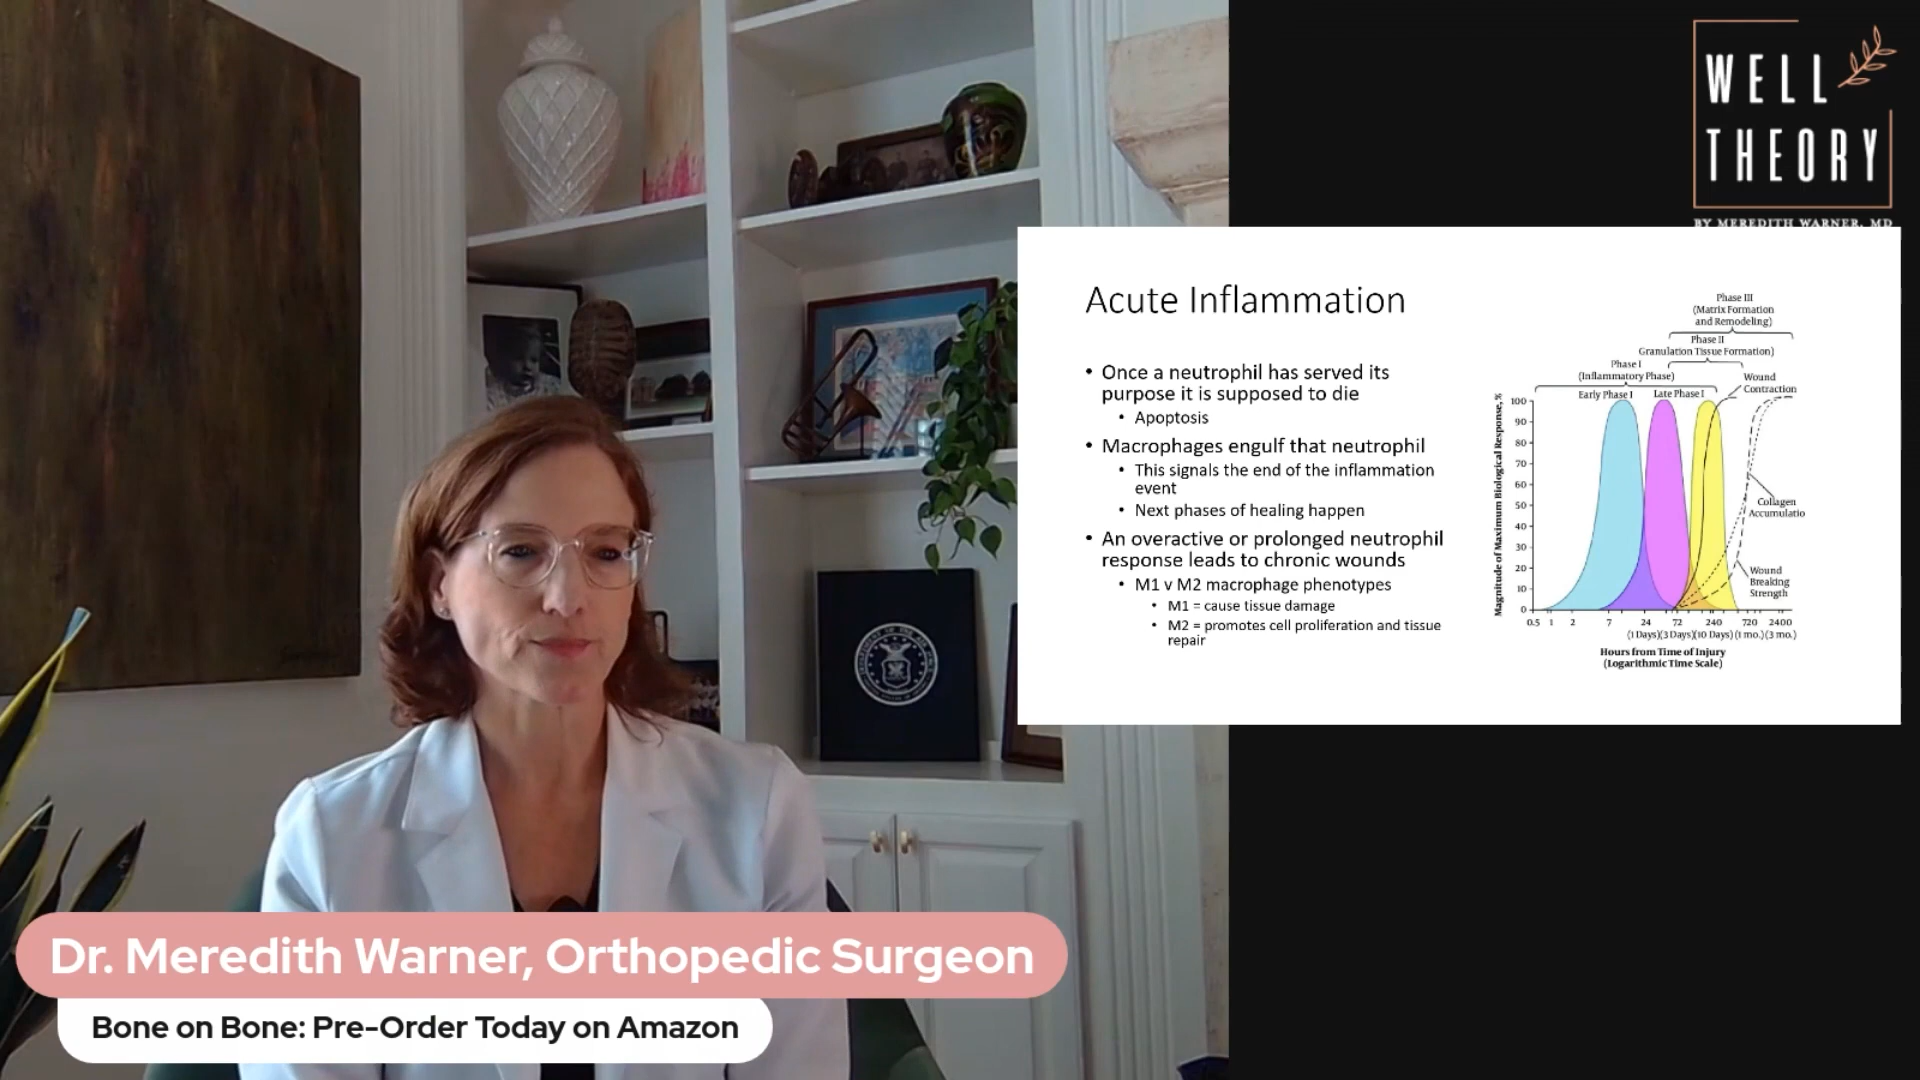 WELL
THEORY
BY MEREDITH WARNER, MD
Acute Inflammation
• Once a neutrophil has served its
purpose it is supposed to die
• Apoptosis
• Macrophages engulf that neutrophil
• This signals the end of the inflammation
event
• Next phases of healing happen
• An overactive or prolonged neutrophil
response leads to chronic wounds
• M1 v M2 macrophage phenotypes
• M1 = cause tissue damage
• M2 = promotes cell proliferation and tissue
repair
Phase III
(Matrix Formation
and Remodeling)
Phase II
Granulation Tissue Formation)
Phase I
(Inflammatory Phase)
Early Phase I
Late Phase I
Wound
Contraction
Collagen
Accumulatio
Wound
Breaking
Strength
Magnitude of Maximum Biological Response, %
100
90
80
70
60
50
40
30
20
10
0
0.5 1 2 7 24 72 240 720 2400
(1 Days)(3 Days)(10 Days) (1 mo.)(3 mo.)
Hours from Time of Injury
(Logarithmic Time Scale)
Dr. Meredith Warner, Orthopedic Surgeon
Bone on Bone: Pre-Order Today on Amazon